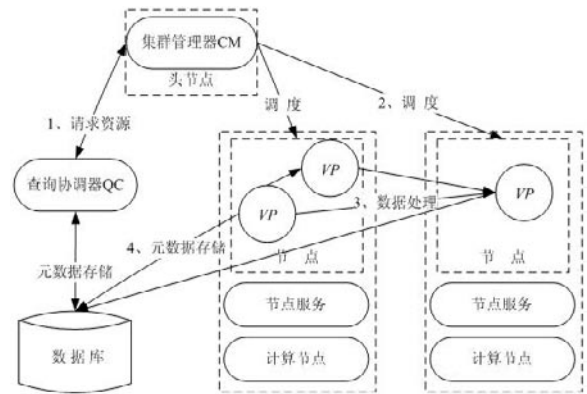 集群管理器CM
头节点
1、请求资源
调 度
2、调 度
查询协调器QC
VP
VP
VP
3、数据处理
4、元数据存储
节 点
节 点
元数据存储
节点服务
节点服务
数 据 库
计算节点
计算节点